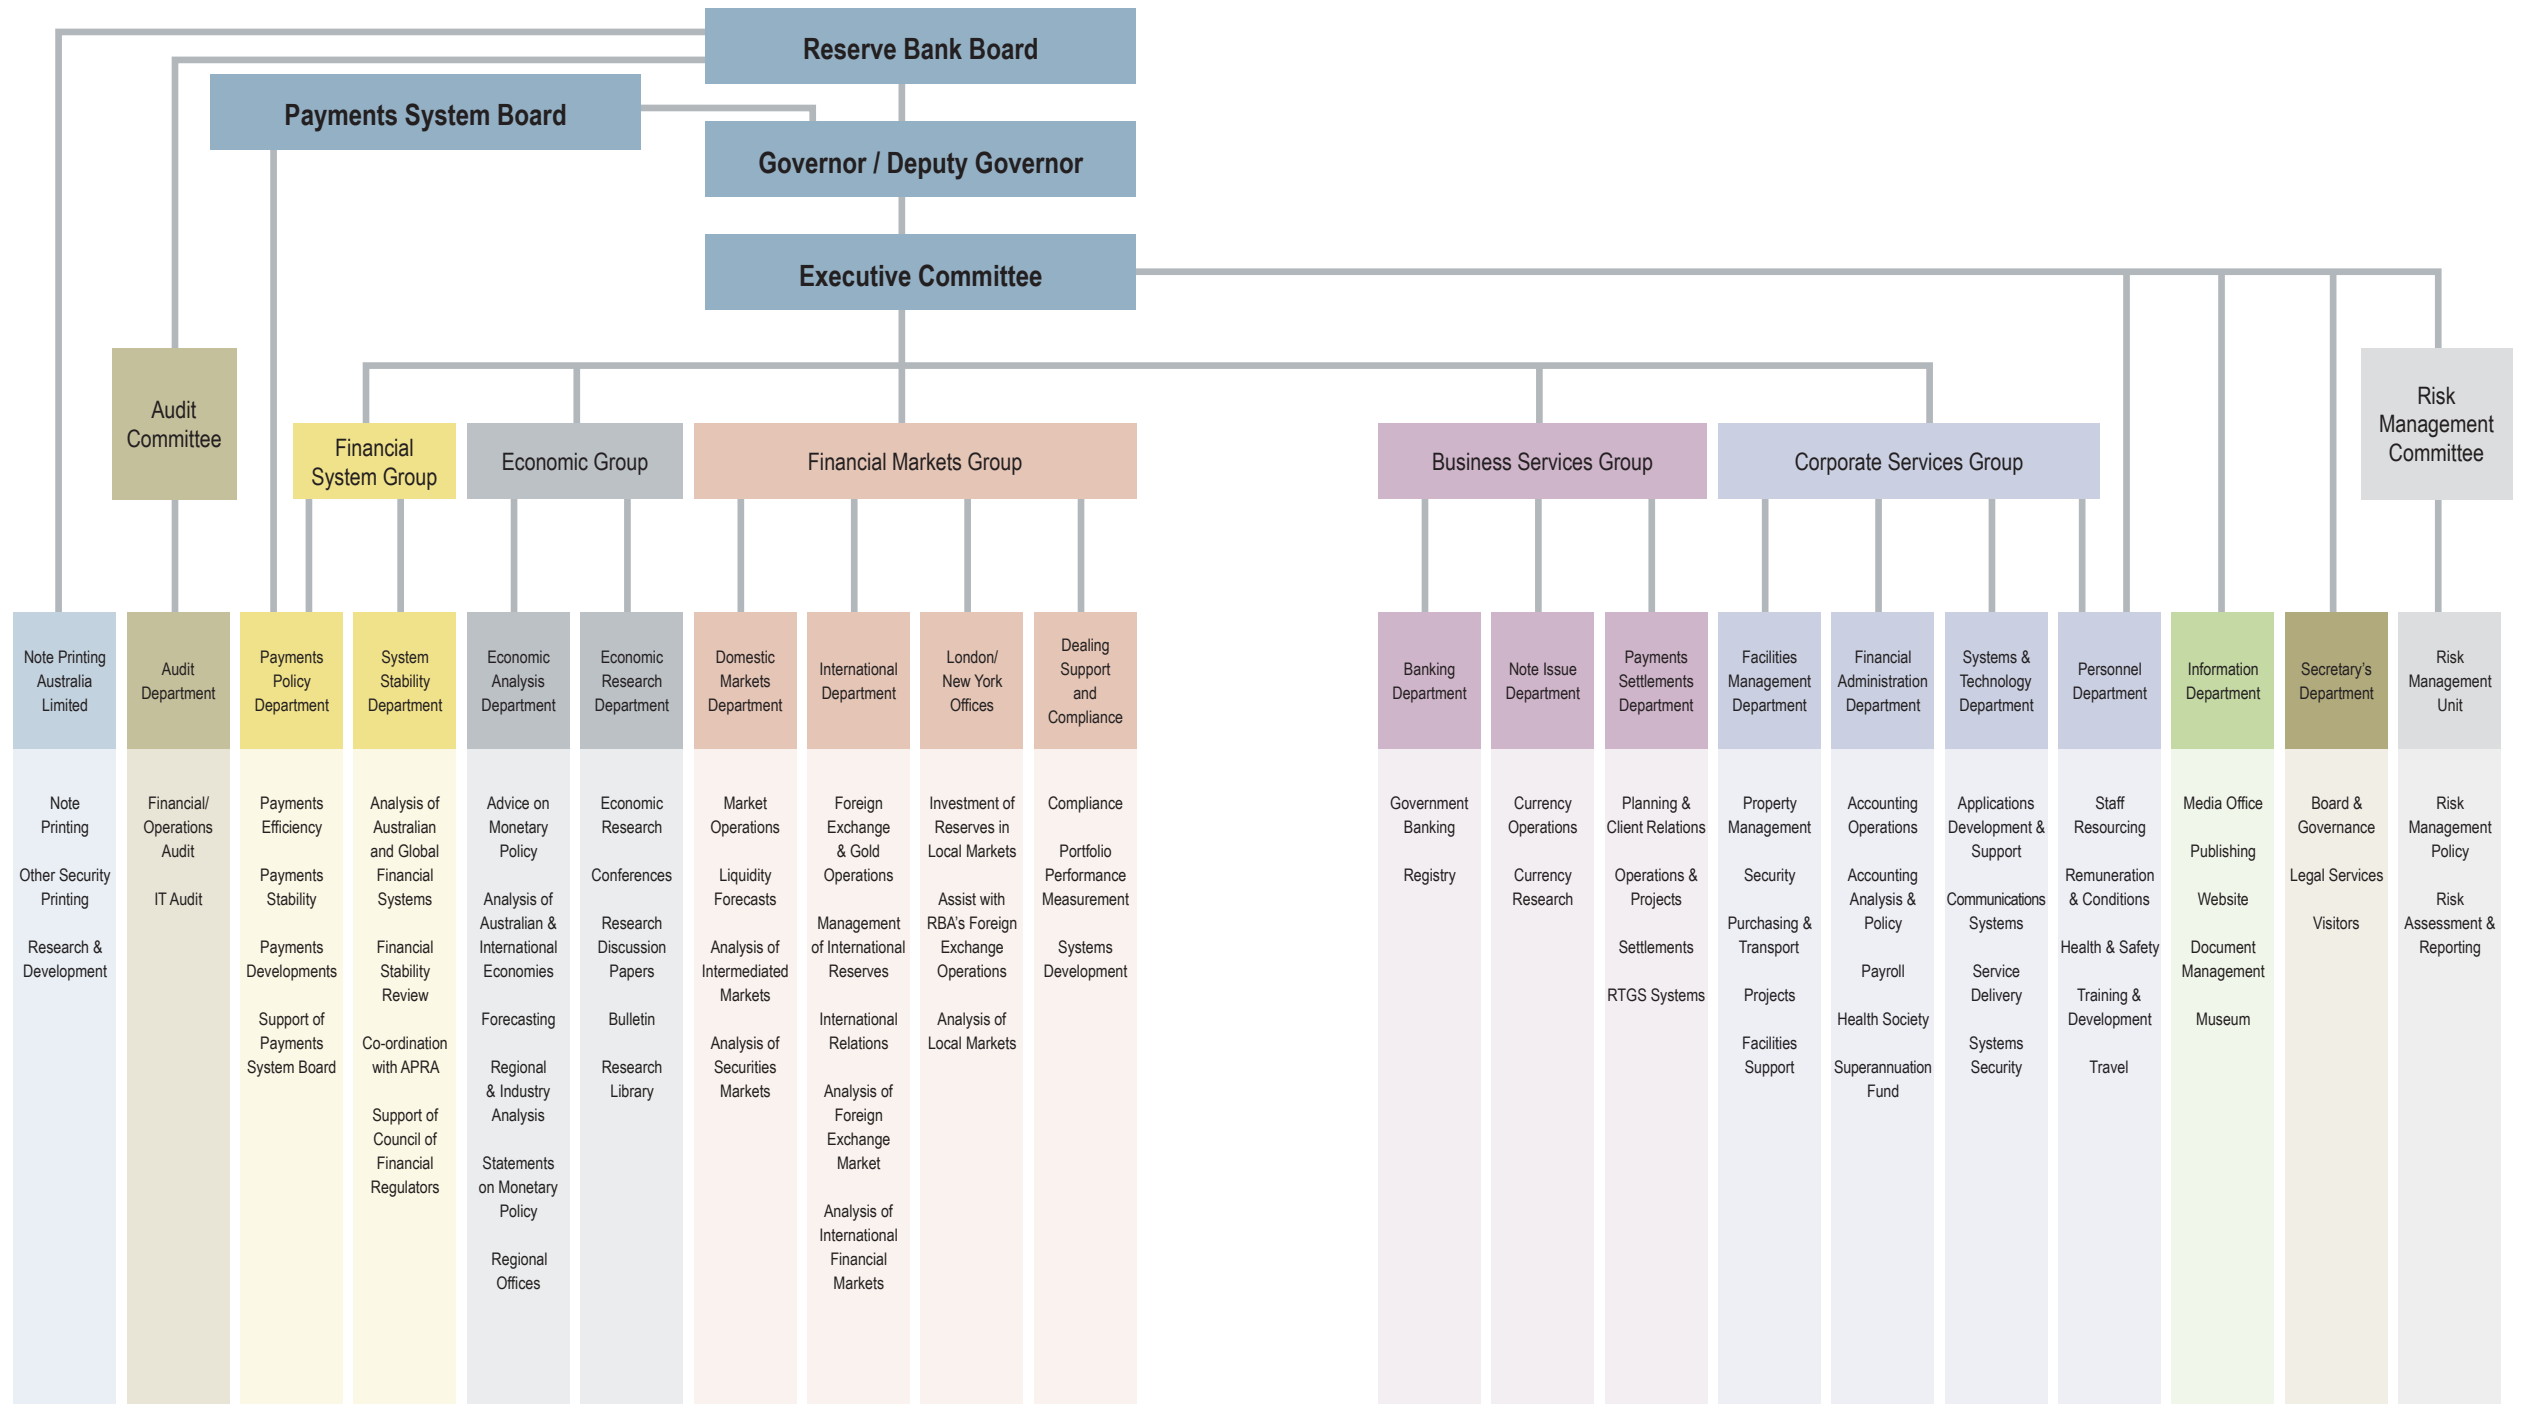 Reserve Bank Board
Payments System Board
Governor / Deputy Governor
Executive Committee
Audit
Committee
Risk
Management
Committee
Financial
System Group
Economic Group
Financial Markets Group
Business Services Group
Corporate Services Group
Note Printing
Australia
Limited
Audit
Department
Payments
Policy
Department
System
Stability
Department
Economic
Analysis
Department
Economic
Research
Department
Domestic
Markets
Department
International
Department
London/
New York
Offices
Dealing
Support
and
Compliance
Banking
Department
Note Issue
Department
Payments
Settlements
Department
Facilities
Management
Department
Financial
Administration
Department
Systems &
Technology
Department
Personnel
Department
Information
Department
Secretary's
Department
Risk
Management
Unit
Note
Printing
Other Security
Printing
Research &
Development
Financial/
Operations
Audit
IT Audit
Payments
Efficiency
Payments
Stability
Payments
Developments
Support of
Payments
System Board
Analysis of
Australian
and Global
Financial
Systems
Financial
Stability
Review
Co-ordination
with APRA
Support of
Council of
Financial
Regulators
Advice on
Monetary
Policy
Analysis of
Australian &
International
Economies
Forecasting
Regional
& Industry
Analysis
Statements
on Monetary
Policy
Regional
Offices
Economic
Research
Conferences
Research
Discussion
Papers
Bulletin
Research
Library
Market
Operations
Liquidity
Forecasts
Analysis of
Intermediated
Markets
Analysis of
Securities
Markets
Foreign
Exchange
& Gold
Operations
Management
of International
Reserves
International
Relations
Analysis of
Foreign
Exchange
Market
Analysis of
International
Financial
Markets
Investment of
Reserves in
Local Markets
Assist with
RBA's Foreign
Exchange
Operations
Analysis of
Local Markets
Compliance
Portfolio
Performance
Measurement
Systems
Development
Government
Banking
Registry
Currency
Operations
Currency
Research
Planning &
Client Relations
Operations &
Projects
Settlements
RTGS Systems
Property
Management
Security
Purchasing &
Transport
Projects
Facilities
Support
Accounting
Operations
Accounting
Analysis &
Policy
Payroll
Health Society
Superannuation
Fund
Applications
Development &
Support
Communications
Systems
Service
Delivery
Systems
Security
Staff
Resourcing
Remuneration
& Conditions
Health & Safety
Training &
Development
Travel
Media Office
Publishing
Website
Document
Management
Museum
Board &
Governance
Legal Services
Visitors
Risk
Management
Policy
Risk
Assessment &
Reporting